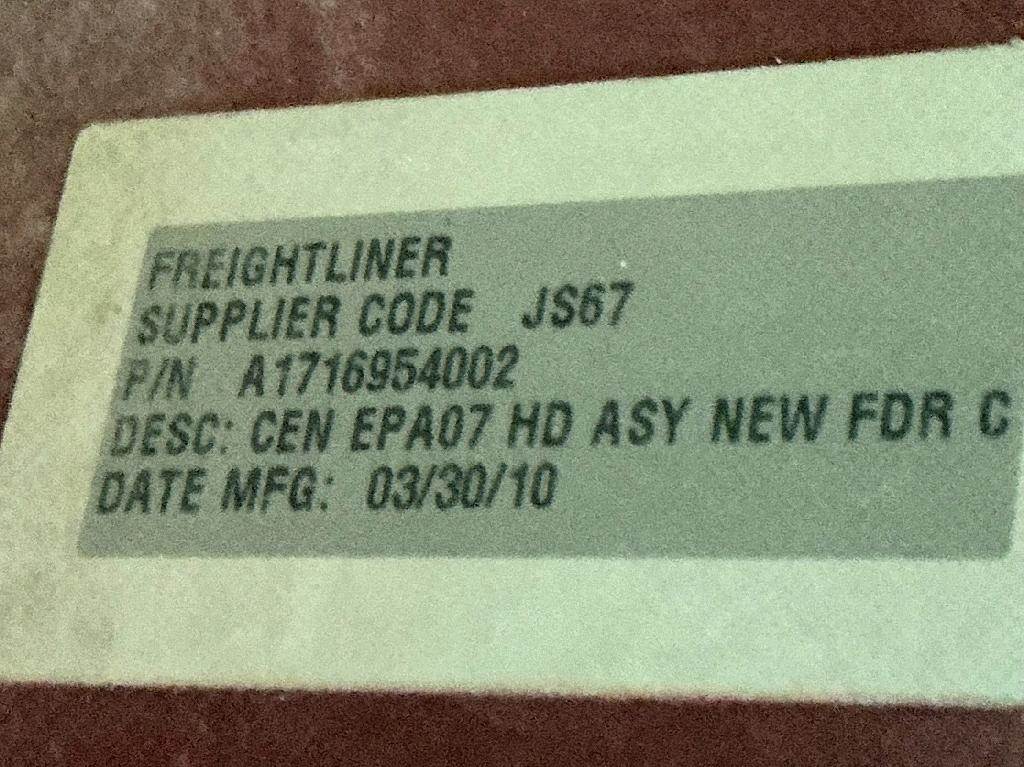 FREIGHTLINER
SUPPLIER CODE JS67
P/N A1716954002
DESC: CEN EPA07 HD ASY NEW FDR C
DATE MFG: 03/30/10